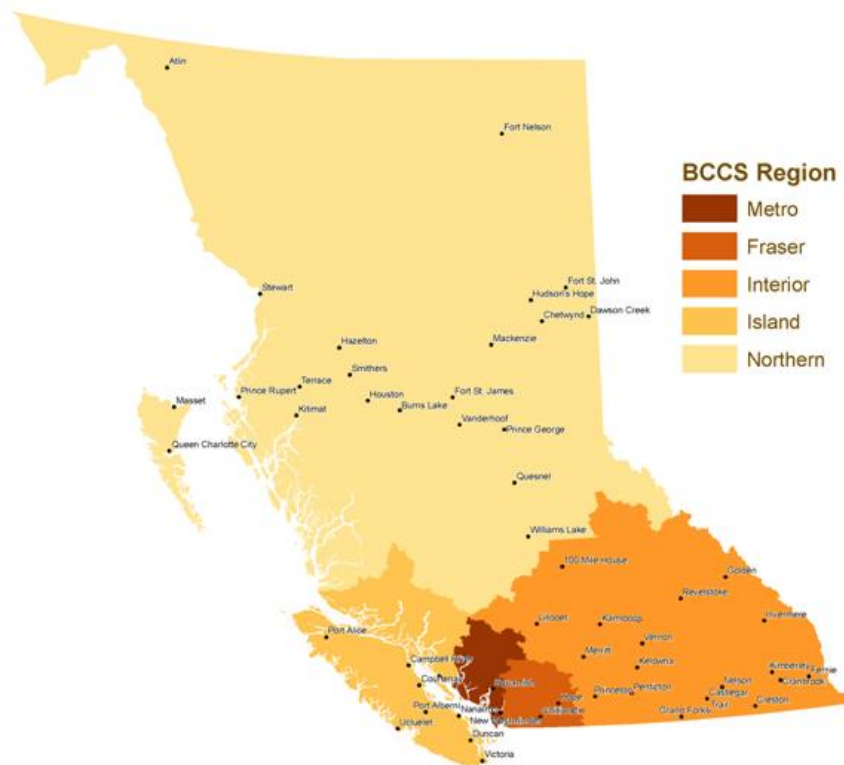 Atlin
Fort Nelson
BCCS Region
Metro
Fraser
Interior
Island
Northern
Stewart
Fort St. John
Hudson's Hope
Chetwynd
Dawson Creek
Mackenzie
Hazelton
Smithers
Terrace
Prince Rupert
Kitimat
Houston
Burns Lake
Fort St. James
Vanderhoof
Prince George
Masset
Queen Charlotte City
Quesnel
Williams Lake
100 Mile House
Golden
Revelstoke
Invermere
Kamloops
Vernon
Merritt
Kelowna
Port Alice
Campbell River
Courtenay
Port Alberni
Nanaimo
Ucluelet
Duncan
Victoria
Hope
Princeton
Penticton
Nelson
Castlegar
Trail
Grand Forks
Creston
Kimberley
Cranbrook
Fernie